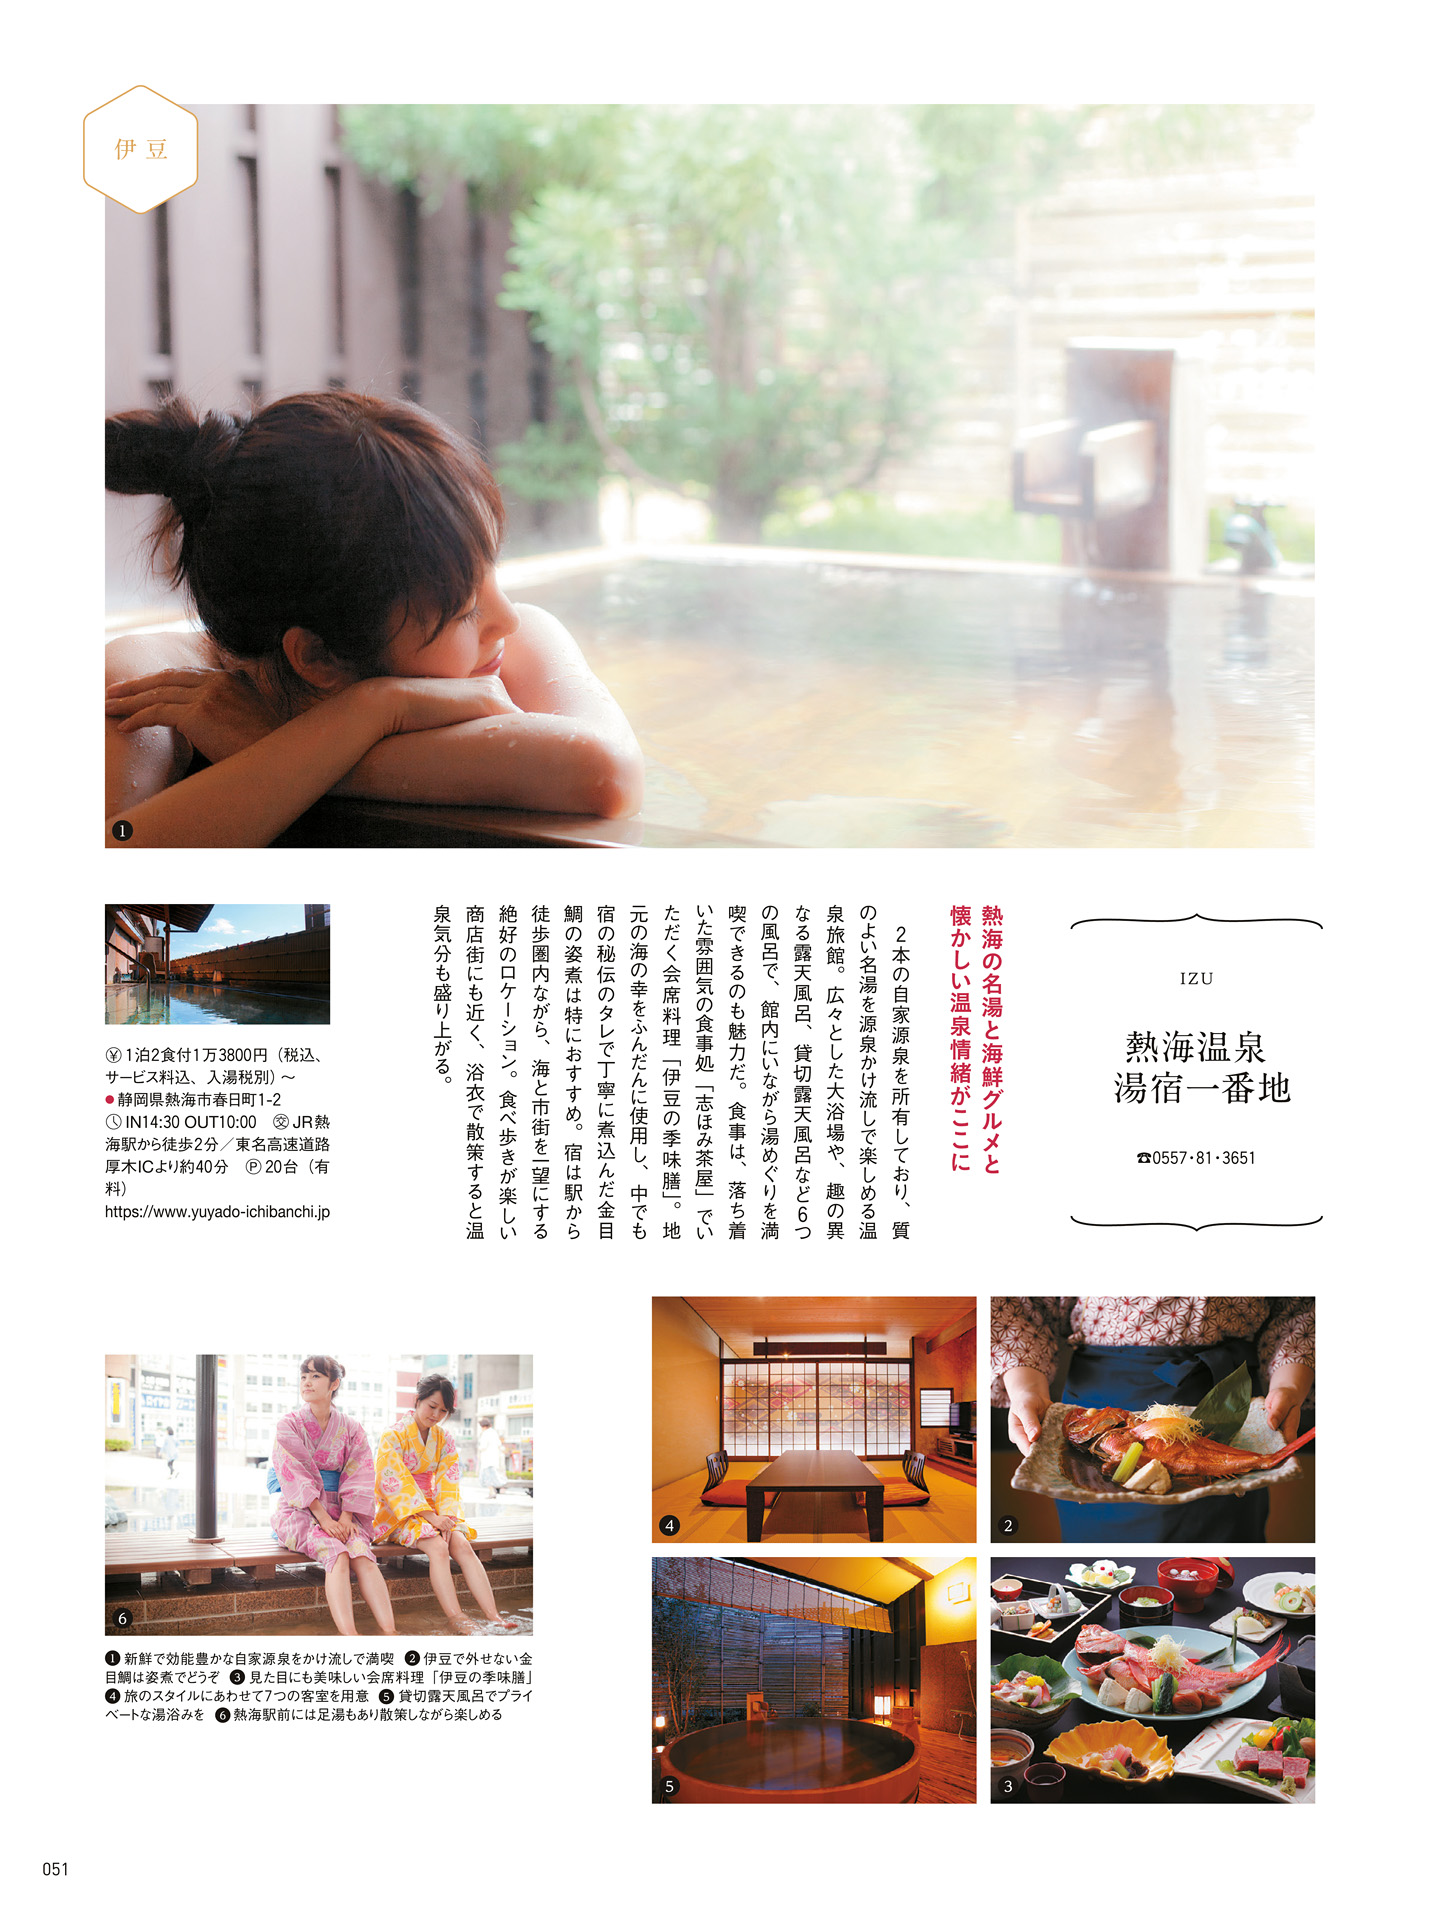 伊豆
1
IZU
熱海温泉
湯宿一番地
☎0557・81・3651
熱海の名湯と海鮮グルメと
懐かしい温泉情緒がここに
2本の自家源泉を所有しており、質
のよい名湯を源泉かけ流しで楽しめる温
泉旅館。広々とした大浴場や、趣の異
なる露天風呂、貸切露天風呂など6つ
の風呂で、館内にいながら湯めぐりを満
喫できるのも魅力だ。食事は、落ち着
いた雰囲気の食事処「志ほみ茶屋」でい
ただく会席料理「伊豆の季味膳」。地
元の海の幸をふんだんに使用し、中でも
宿の秘伝のタレで丁寧に煮込んだ金目
鯛の姿煮は特におすすめ。宿は駅から
徒歩圏内ながら、海と市街を一望にする
絶好のロケーション。食べ歩きが楽しい
商店街にも近く、浴衣で散策すると温
泉気分も盛り上がる。
¥1泊2食付1万3800円（税込、
サービス料込、入湯税別）～
●静岡県熱海市春日町1-2
IN14:30 OUT10:00 ㊋JR熱
海駅から徒歩2分／東名高速道路
厚木ICより約40分 Ⓟ20台（有
料）
https://www.yuyado-ichibanchi.jp
4
2
5
3
6
❶新鮮で効能豊かな自家源泉をかけ流しで満喫 ❷伊豆で外せない金
目鯛は姿煮でどうぞ ❸見た目にも美味しい会席料理「伊豆の季味膳」
❹旅のスタイルにあわせて7つの客室を用意 ❺貸切露天風呂でプライ
ベートな湯浴みを ❻熱海駅前には足湯もあり散策しながら楽しめる
051